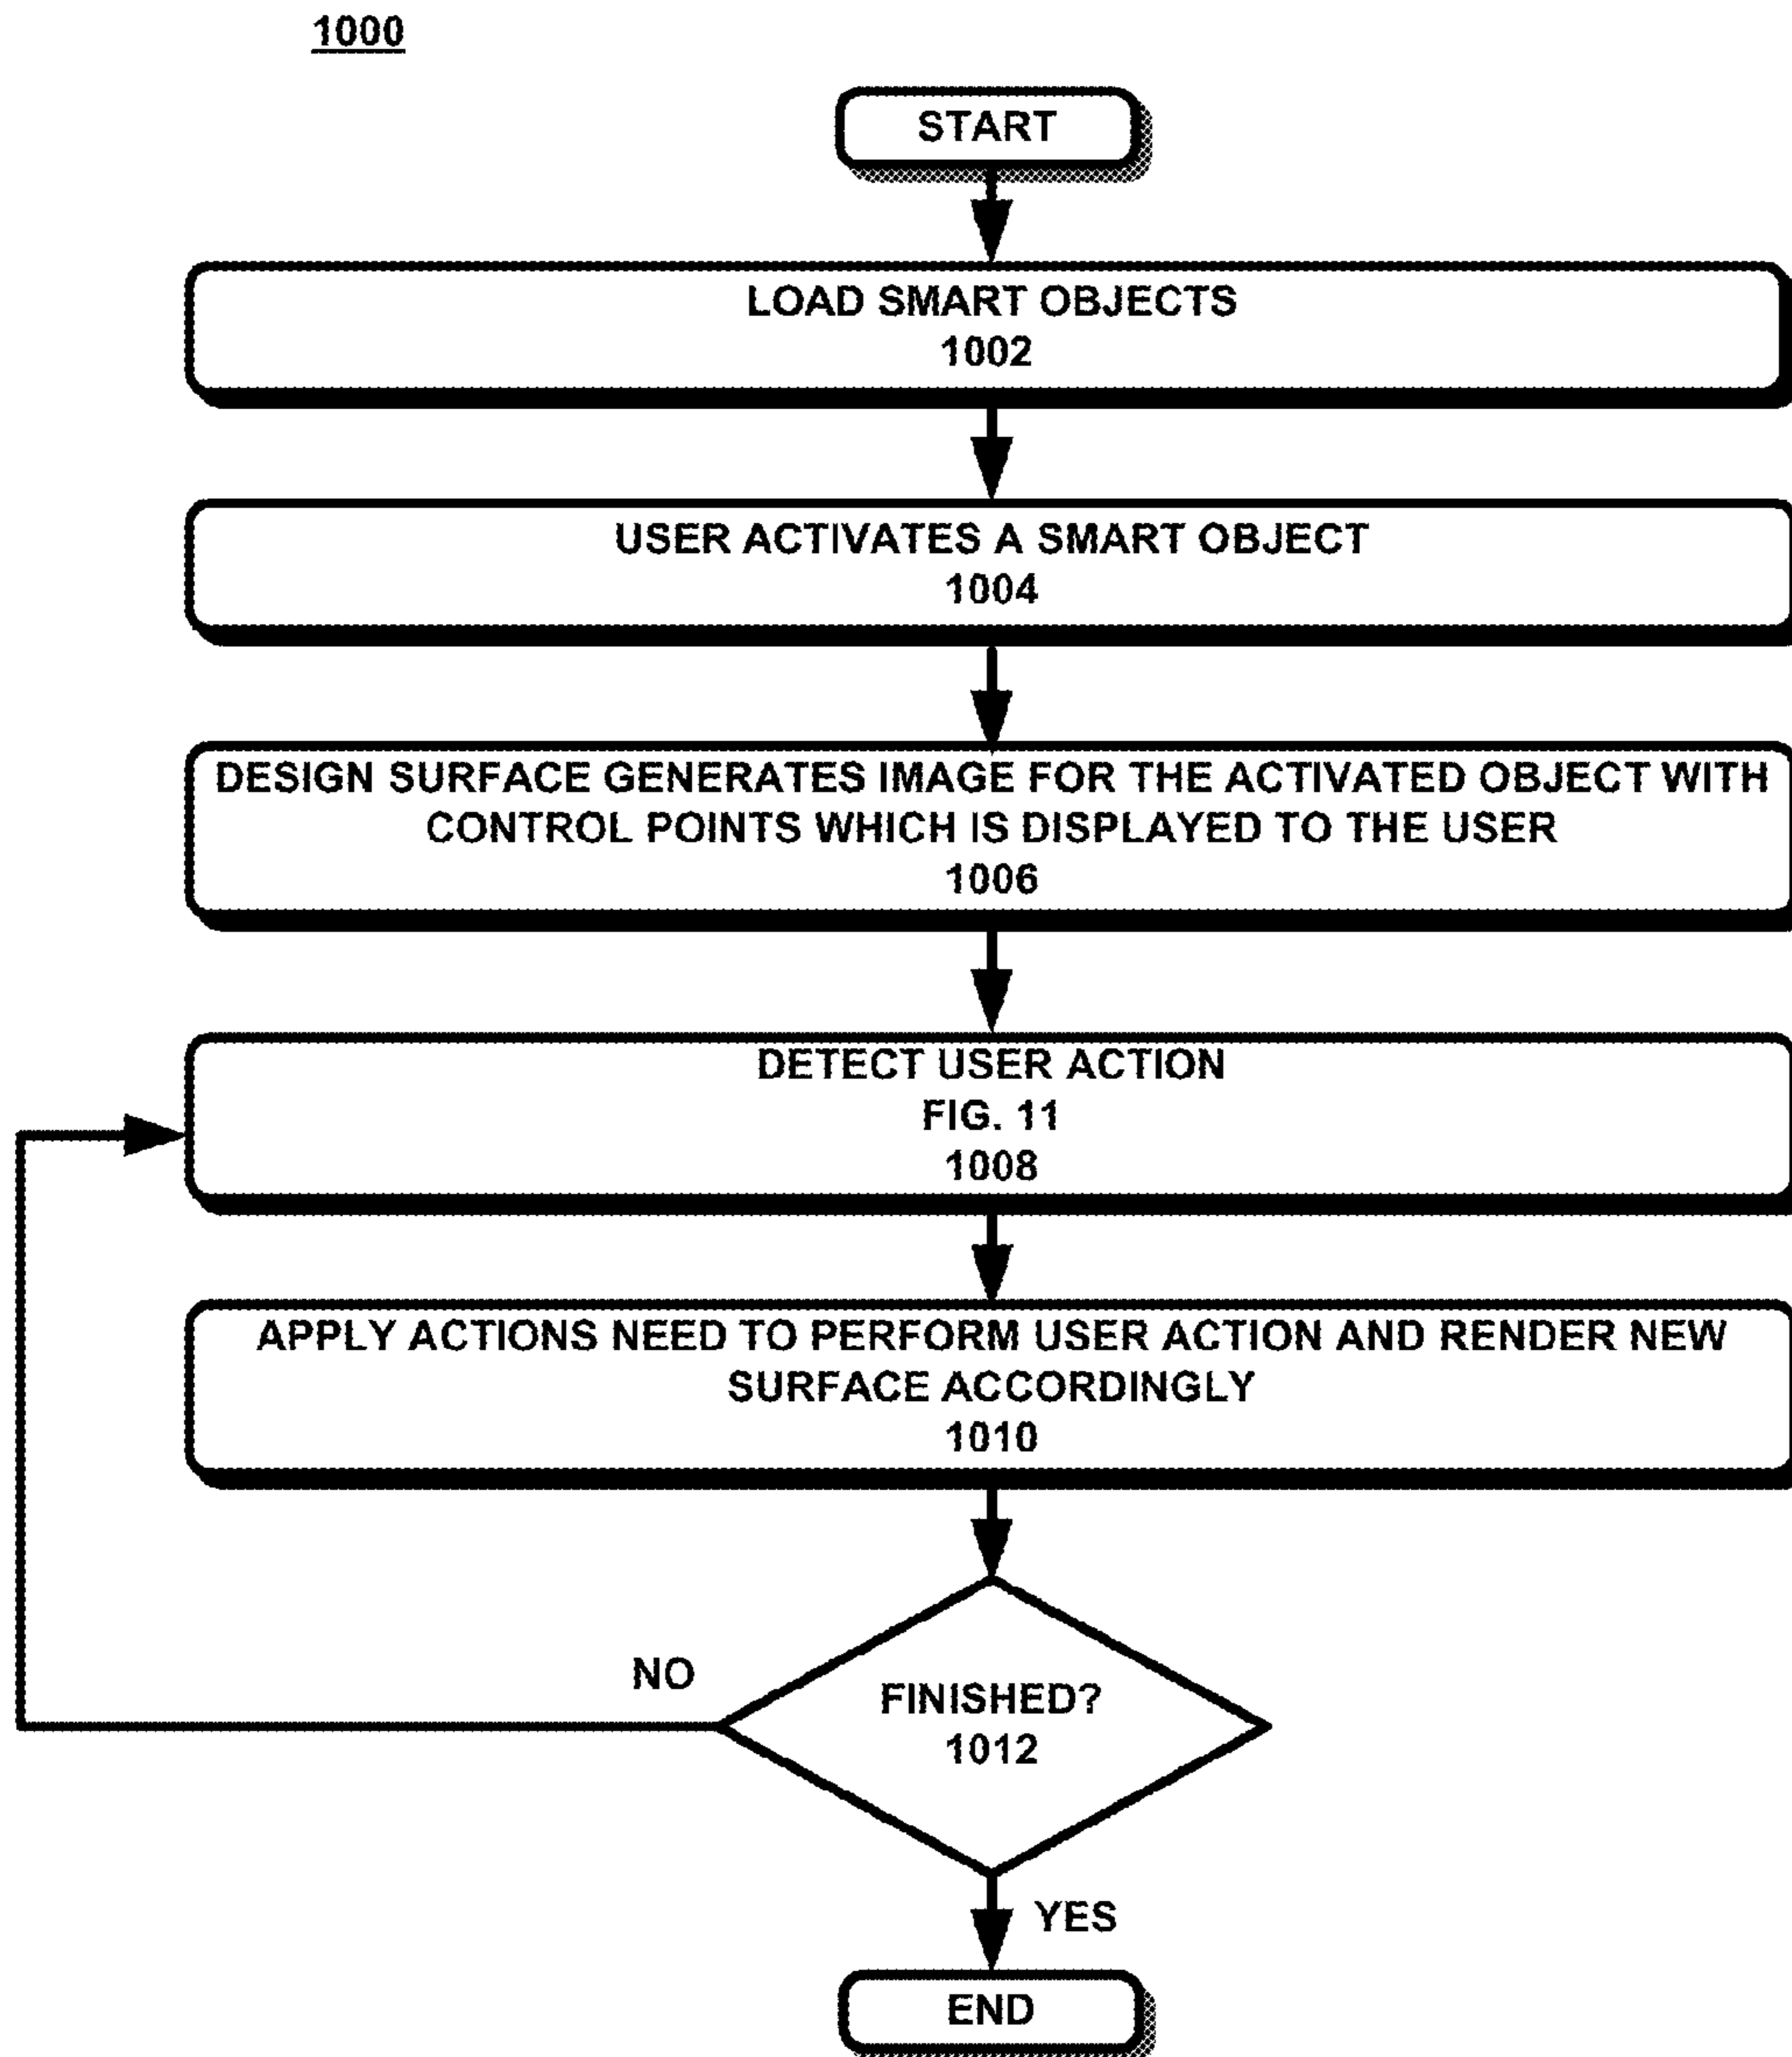 1000
START
LOAD SMART OBJECTS
1002
USER ACTIVATES A SMART OBJECT
1004
DESIGN SURFACE GENERATES IMAGE FOR THE ACTIVATED OBJECT WITH
CONTROL POINTS WHICH IS DISPLAYED TO THE USER
1006
DETECT USER ACTION
FIG. 11
1008
APPLY ACTIONS NEED TO PERFORM USER ACTION AND RENDER NEW
SURFACE ACCORDINGLY
1010
NO
FINISHED?
1012
YES
END